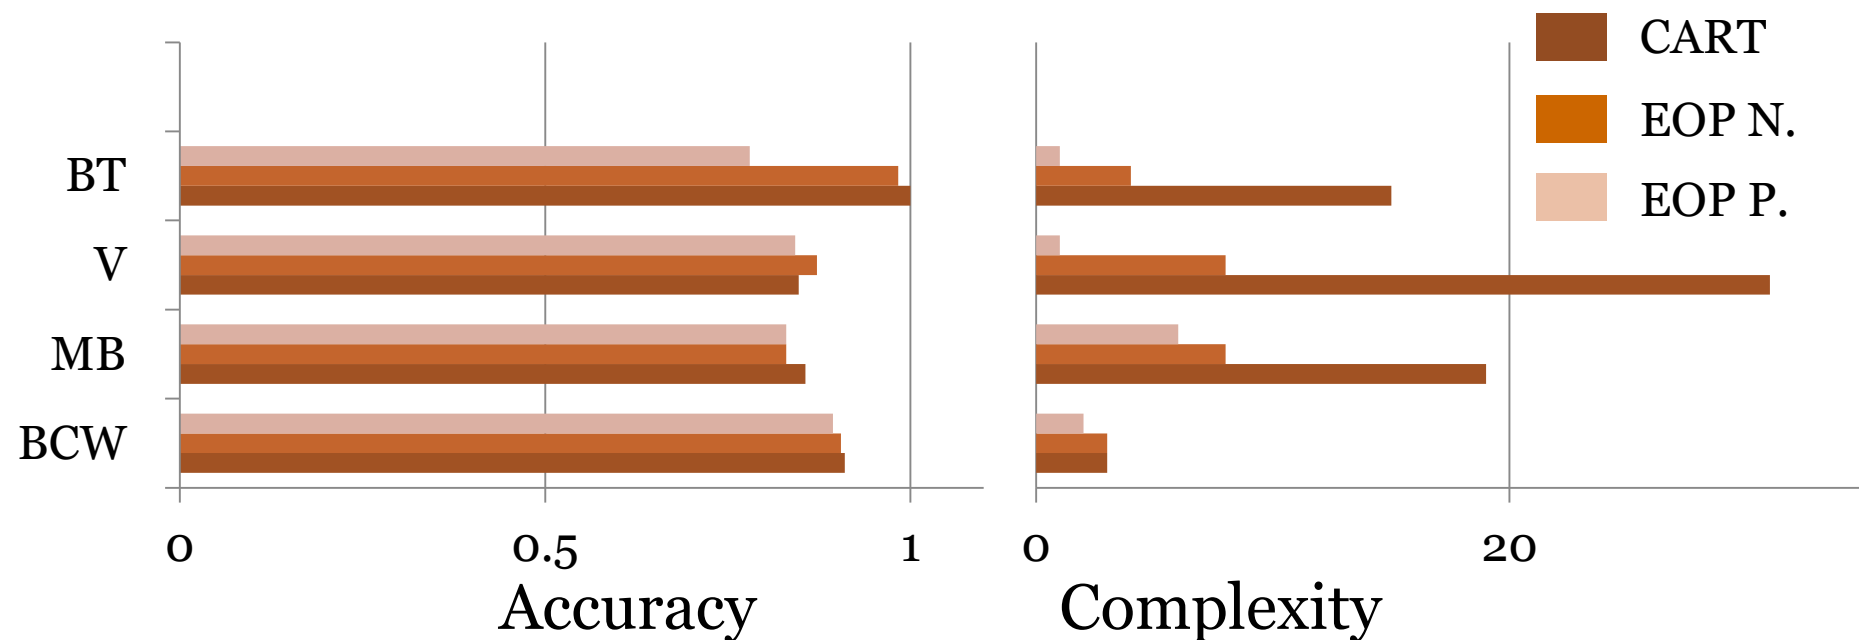 CART
EOP N.
EOP P.
BT
V
MB
BCW
0 0.5 1 0 20
Accuracy Complexity